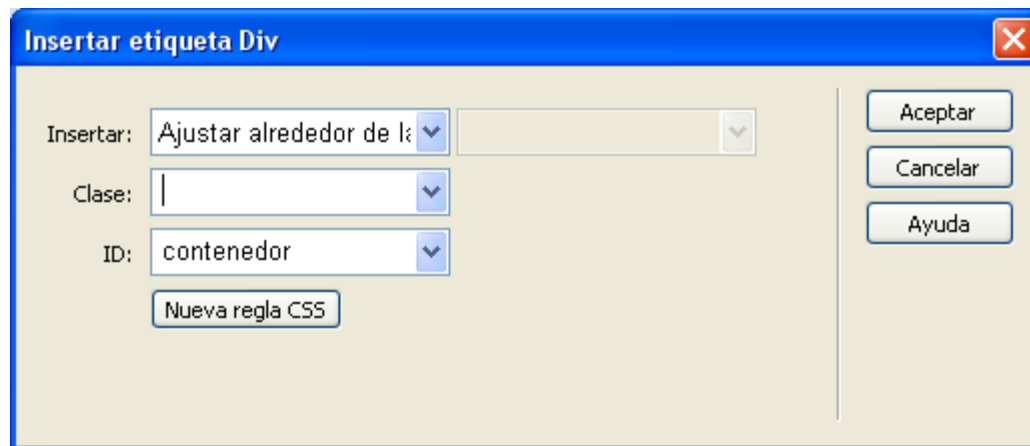 Insertar etiqueta Div
Insertar: Ajustar alrededor de la
Clase:
ID: contenedor
Nueva regla CSS
Aceptar
Cancelar
Ayuda